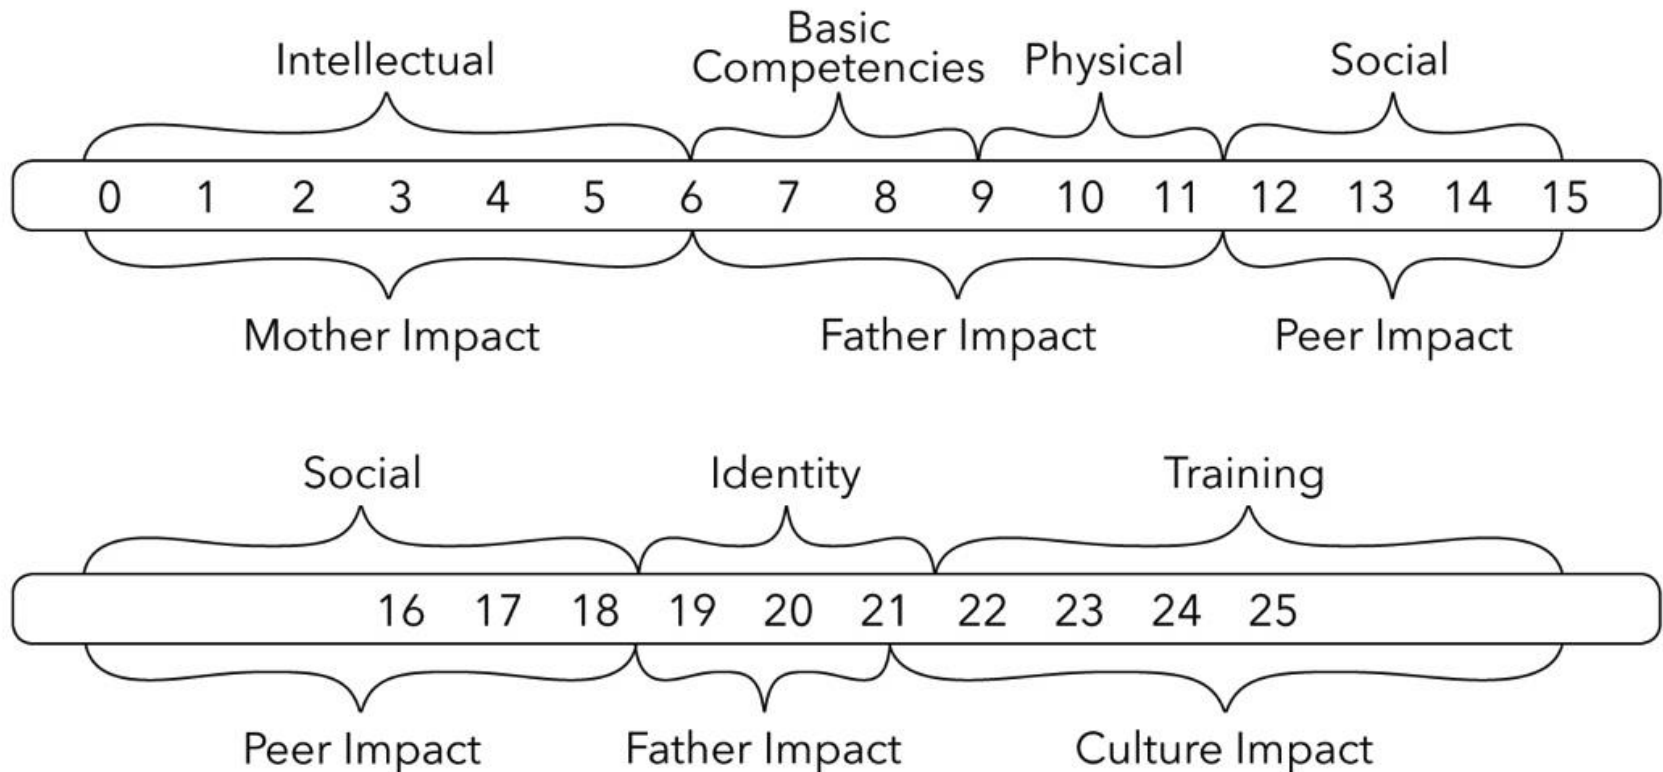 Intellectual
Basic
Competencies
Physical
Social
0 1 2 3 4 5 6 7 8 9 10 11 12 13 14 15
Mother Impact
Father Impact
Peer Impact
Social
Identity
Training
16 17 18 19 20 21 22 23 24 25
Peer Impact
Father Impact
Culture Impact